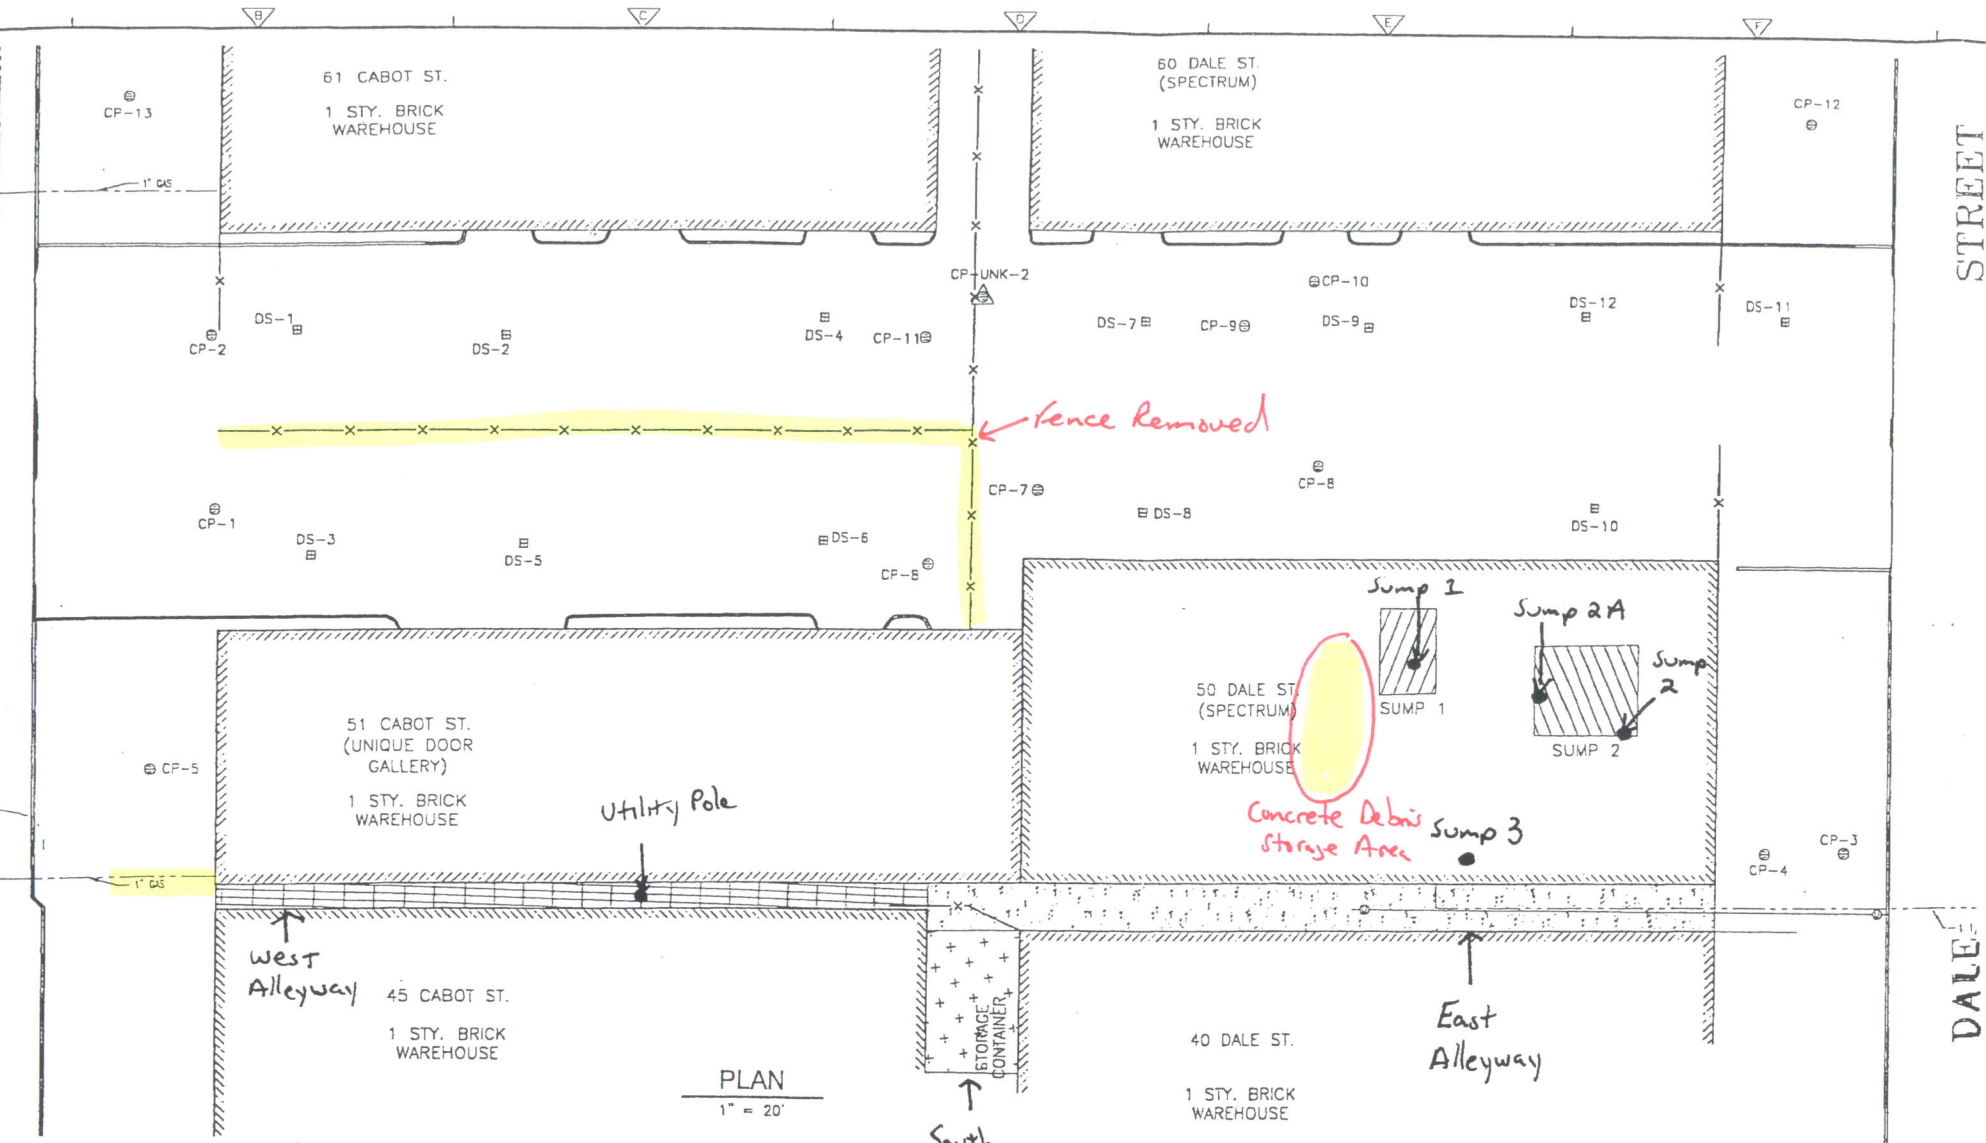 B
C
D
E
F
61 CABOT ST.
1 STY. BRICK
WAREHOUSE
60 DALE ST.
(SPECTRUM)
1 STY. BRICK
WAREHOUSE
CP-13
CP-12
1" GAS
STREET
CP-UNK-2
CP-10
DS-12
DS-11
DS-1
CP-2
DS-2
DS-4
CP-11
DS-7
CP-9
DS-9
Fence Removed
CP-7
CP-8
CP-1
DS-3
DS-5
DS-6
CP-8
DS-8
DS-10
Sump 1
Sump 2A
Sump
2
SUMP 1
SUMP 2
50 DALE ST.
(SPECTRUM)
1 STY. BRICK
WAREHOUSE
51 CABOT ST.
(UNIQUE DOOR
GALLERY)
1 STY. BRICK
WAREHOUSE
CP-5
Utility Pole
Concrete Debris
Storage Area
Sump 3
CP-3
CP-4
1" GAS
West
Alleyway
45 CABOT ST.
1 STY. BRICK
WAREHOUSE
STORAGE
CONTAINER
East
Alleyway
40 DALE ST.
1 STY. BRICK
WAREHOUSE
DALE
PLAN
1" = 20'
South